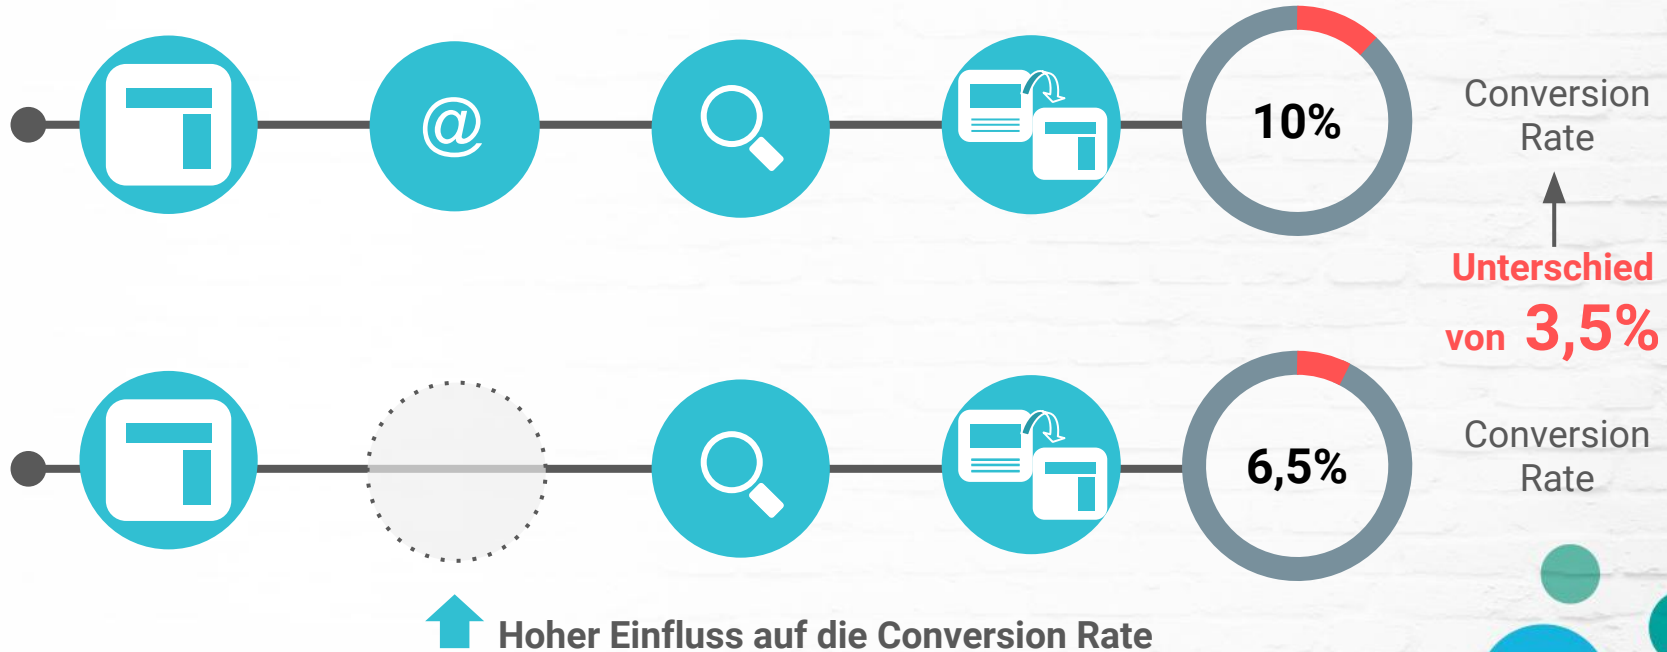 @
10%
Conversion
Rate
Unterschied
von 3,5%
6,5%
Conversion
Rate
Hoher Einfluss auf die Conversion Rate